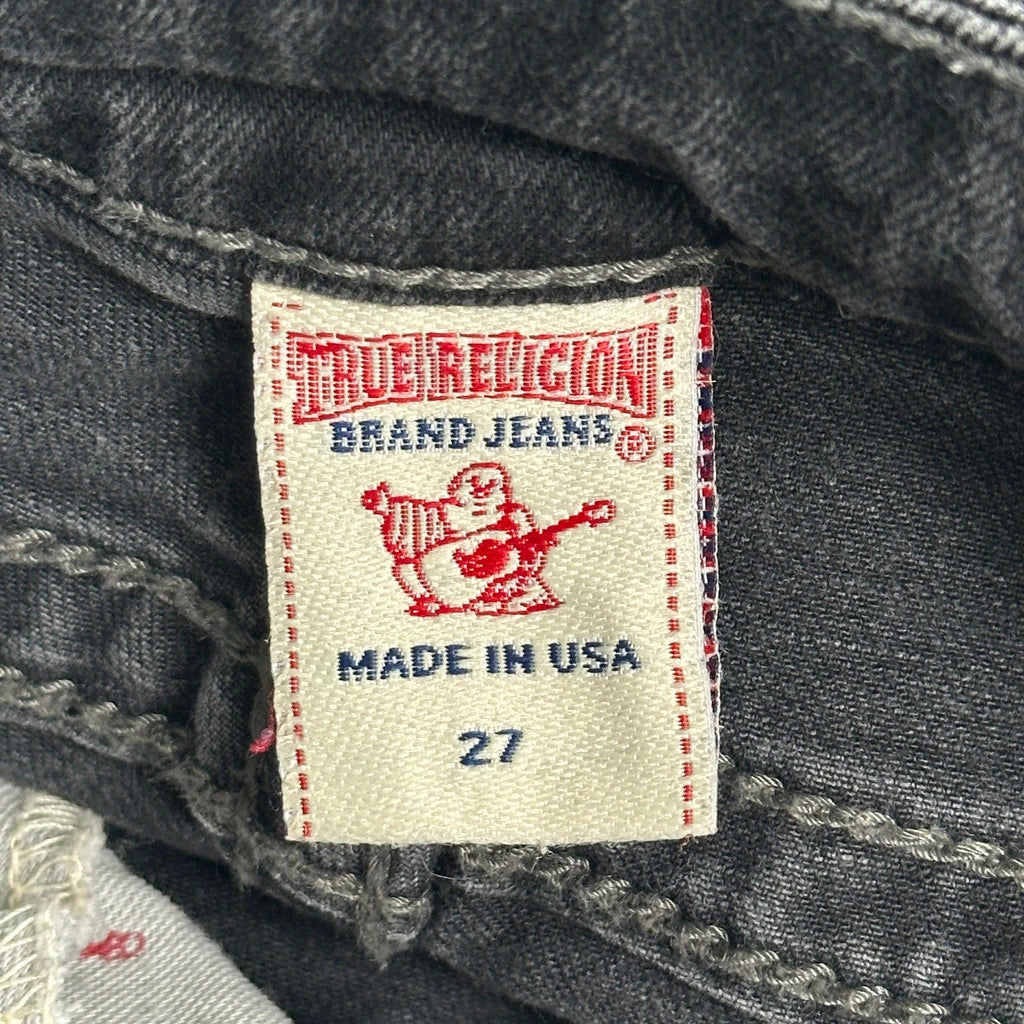 TRUE RELIGION
BRAND JEANS ®
MADE IN USA
27